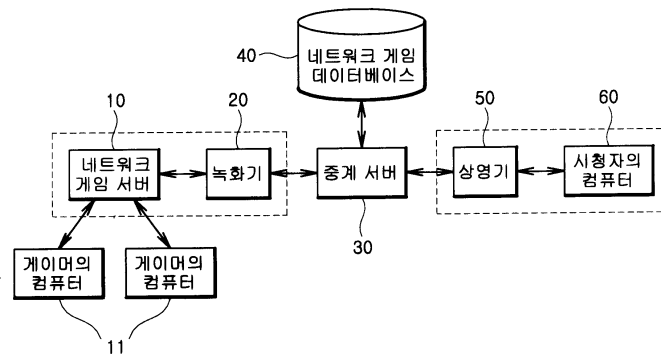 40
네트워크 게임
데이터베이스
10
20
50
60
네트워크
게임 서버
녹화기
중계 서버
상영기
시청자의
컴퓨터
30
게이머의
컴퓨터
게이머의
컴퓨터
11